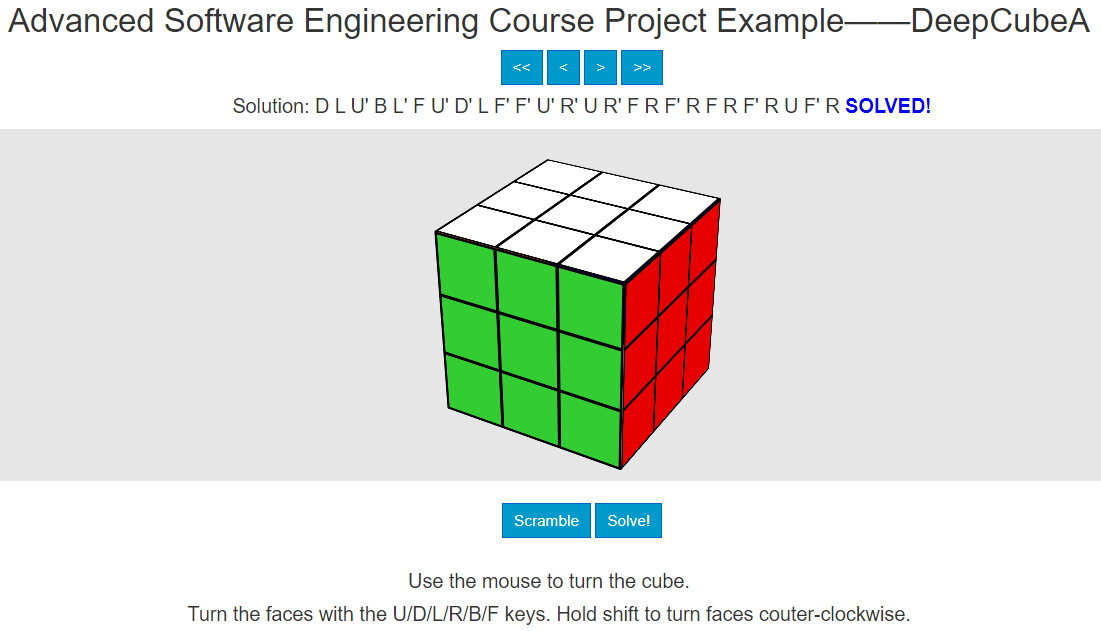 Advanced Software Engineering Course Project Example——DeepCubeA
<< < > >>
Solution: D L U' B L' F U' D' L F' F' U' R' U R' F R F' R F R F' R U F' R SOLVED!
Scramble Solve!
Use the mouse to turn the cube.
Turn the faces with the U/D/L/R/B/F keys. Hold shift to turn faces couter-clockwise.